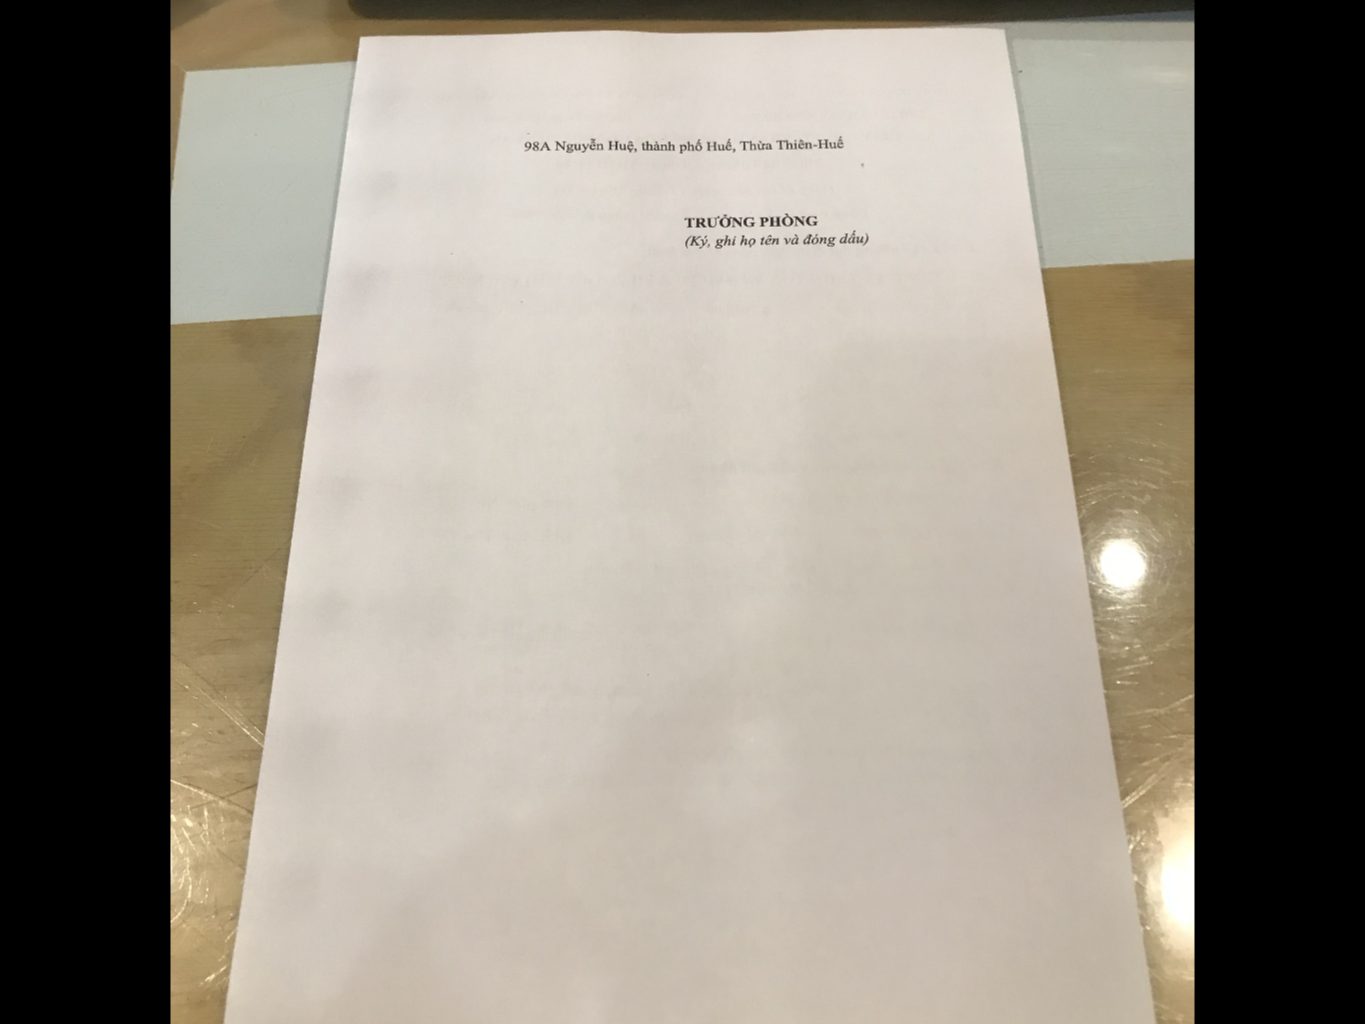 98A Nguyễn Huệ, thành phố Huế, Thừa Thiên-Huế
TRƯỞNG PHÒNG
(Ký, ghi họ tên và đóng dấu)